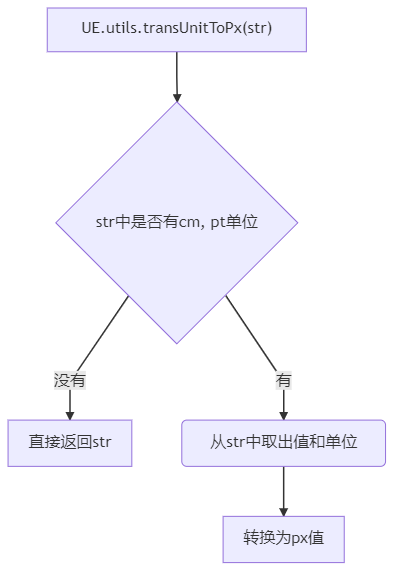 UE.utils.transUnitToPx(str)
str中是否有cm, pt单位
没有
有
直接返回str
从str中取出值和单位
转换为px值